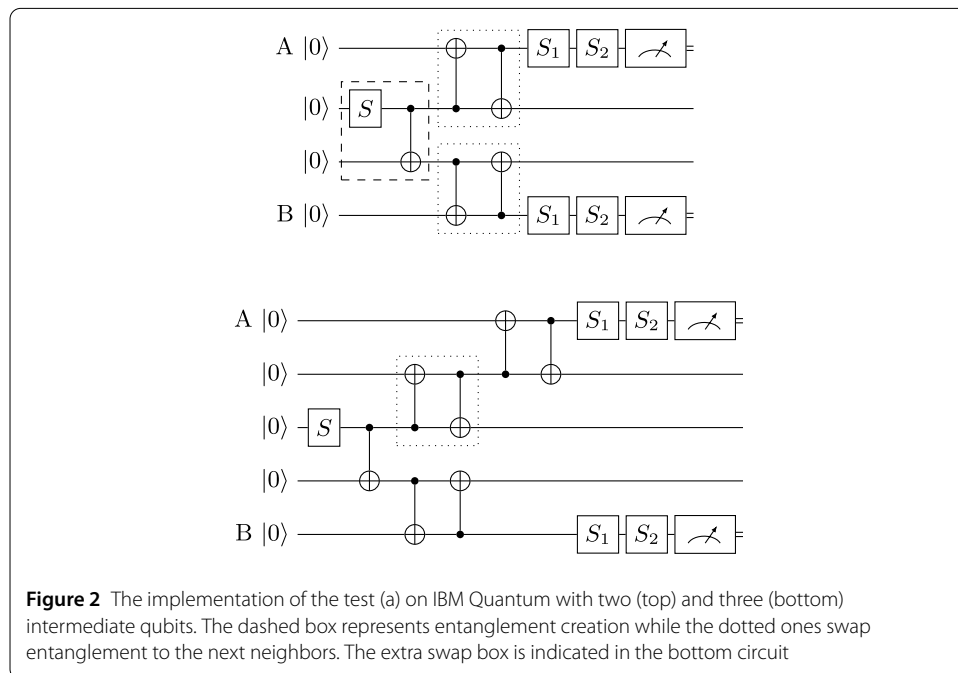 A |0⟩ S₁ S₂
|0⟩ S
|0⟩
B |0⟩ S₁ S₂
A |0⟩ S₁ S₂
|0⟩
|0⟩ S
|0⟩
B |0⟩ S₁ S₂
Figure 2 The implementation of the test (a) on IBM Quantum with two (top) and three (bottom)
intermediate qubits. The dashed box represents entanglement creation while the dotted ones swap
entanglement to the next neighbors. The extra swap box is indicated in the bottom circuit